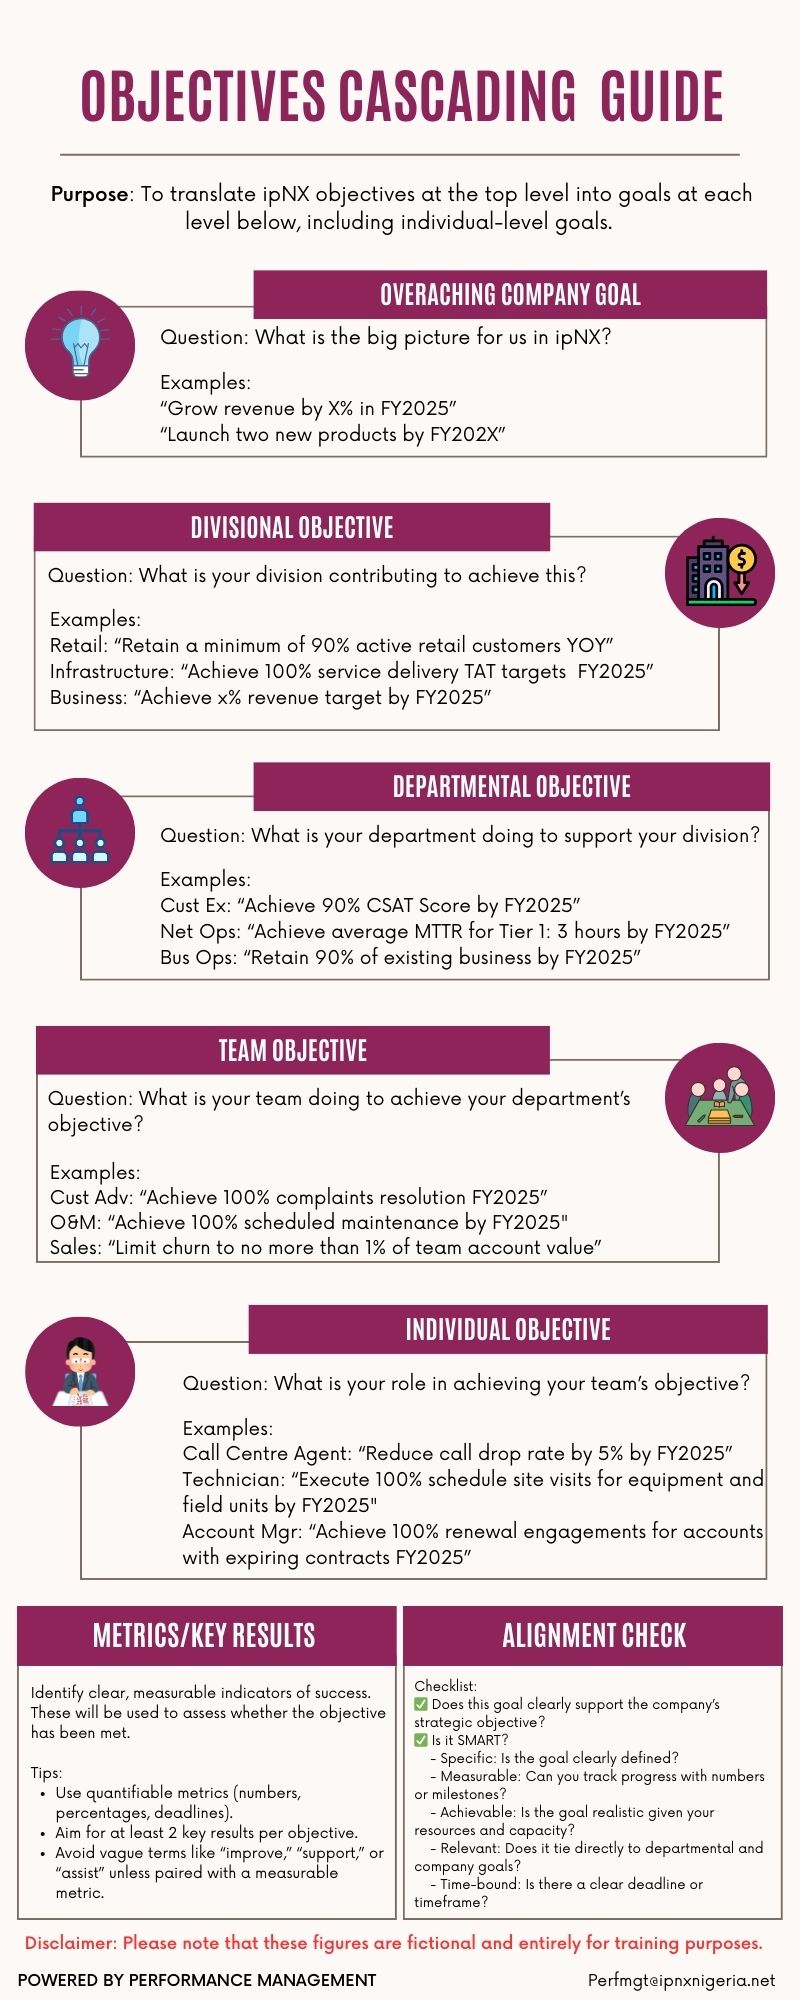 OBJECTIVES CASCADING GUIDE
Purpose: To translate ipNX objectives at the top level into goals at each
level below, including individual-level goals.
OVERACHING COMPANY GOAL
Question: What is the big picture for us in ipNX?
Examples:
“Grow revenue by X% in FY2025”
“Launch two new products by FY202X”
DIVISIONAL OBJECTIVE
Question: What is your division contributing to achieve this?
Examples:
Retail: “Retain a minimum of 90% active retail customers YOY”
Infrastructure: “Achieve 100% service delivery TAT targets FY2025”
Business: “Achieve x% revenue target by FY2025”
DEPARTMENTAL OBJECTIVE
Question: What is your department doing to support your division?
Examples:
Cust Ex: “Achieve 90% CSAT Score by FY2025”
Net Ops: “Achieve average MTTR for Tier 1: 3 hours by FY2025”
Bus Ops: “Retain 90% of existing business by FY2025”
TEAM OBJECTIVE
Question: What is your team doing to achieve your department’s
objective?
Examples:
Cust Adv: “Achieve 100% complaints resolution FY2025”
O&M: “Achieve 100% scheduled maintenance by FY2025"
Sales: “Limit churn to no more than 1% of team account value”
INDIVIDUAL OBJECTIVE
Question: What is your role in achieving your team’s objective?
Examples:
Call Centre Agent: “Reduce call drop rate by 5% by FY2025”
Technician: “Execute 100% schedule site visits for equipment and
field units by FY2025"
Account Mgr: “Achieve 100% renewal engagements for accounts
with expiring contracts FY2025”
METRICS/KEY RESULTS
Identify clear, measurable indicators of success.
These will be used to assess whether the objective
has been met.
Tips:
• Use quantifiable metrics (numbers,
percentages, deadlines).
• Aim for at least 2 key results per objective.
• Avoid vague terms like “improve,” “support,” or
“assist” unless paired with a measurable
metric.
ALIGNMENT CHECK
Checklist:
✅ Does this goal clearly support the company’s
strategic objective?
✅ Is it SMART?
- Specific: Is the goal clearly defined?
- Measurable: Can you track progress with numbers
or milestones?
- Achievable: Is the goal realistic given your
resources and capacity?
- Relevant: Does it tie directly to departmental and
company goals?
- Time-bound: Is there a clear deadline or
timeframe?
Disclaimer: Please note that these figures are fictional and entirely for training purposes.
POWERED BY PERFORMANCE MANAGEMENT
Perfmgt@ipnxnigeria.net